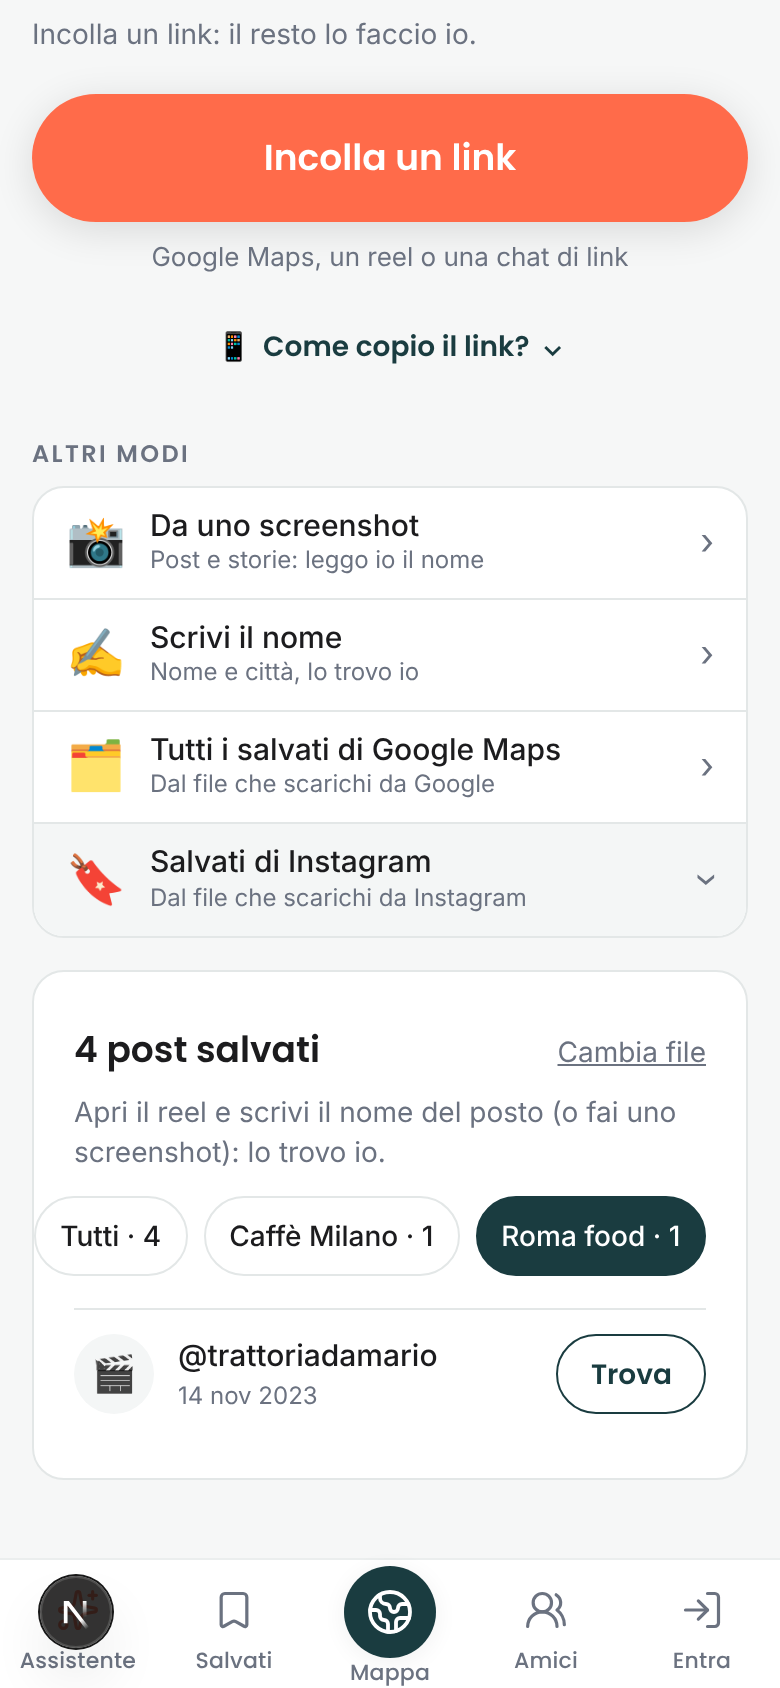 Incolla un link: il resto lo faccio io.
Incolla un link
Google Maps, un reel o una chat di link
Come copio il link?
ALTRI MODI
Da uno screenshot
Post e storie: leggo io il nome
Scrivi il nome
Nome e città, lo trovo io
Tutti i salvati di Google Maps
Dal file che scarichi da Google
Salvati di Instagram
Dal file che scarichi da Instagram
4 post salvati
Cambia file
Apri il reel e scrivi il nome del posto (o fai uno
screenshot): lo trovo io.
Tutti · 4
Caffè Milano · 1
Roma food · 1
@trattoriadamario
14 nov 2023
Trova
N
Assistente
Salvati
Mappa
Amici
Entra